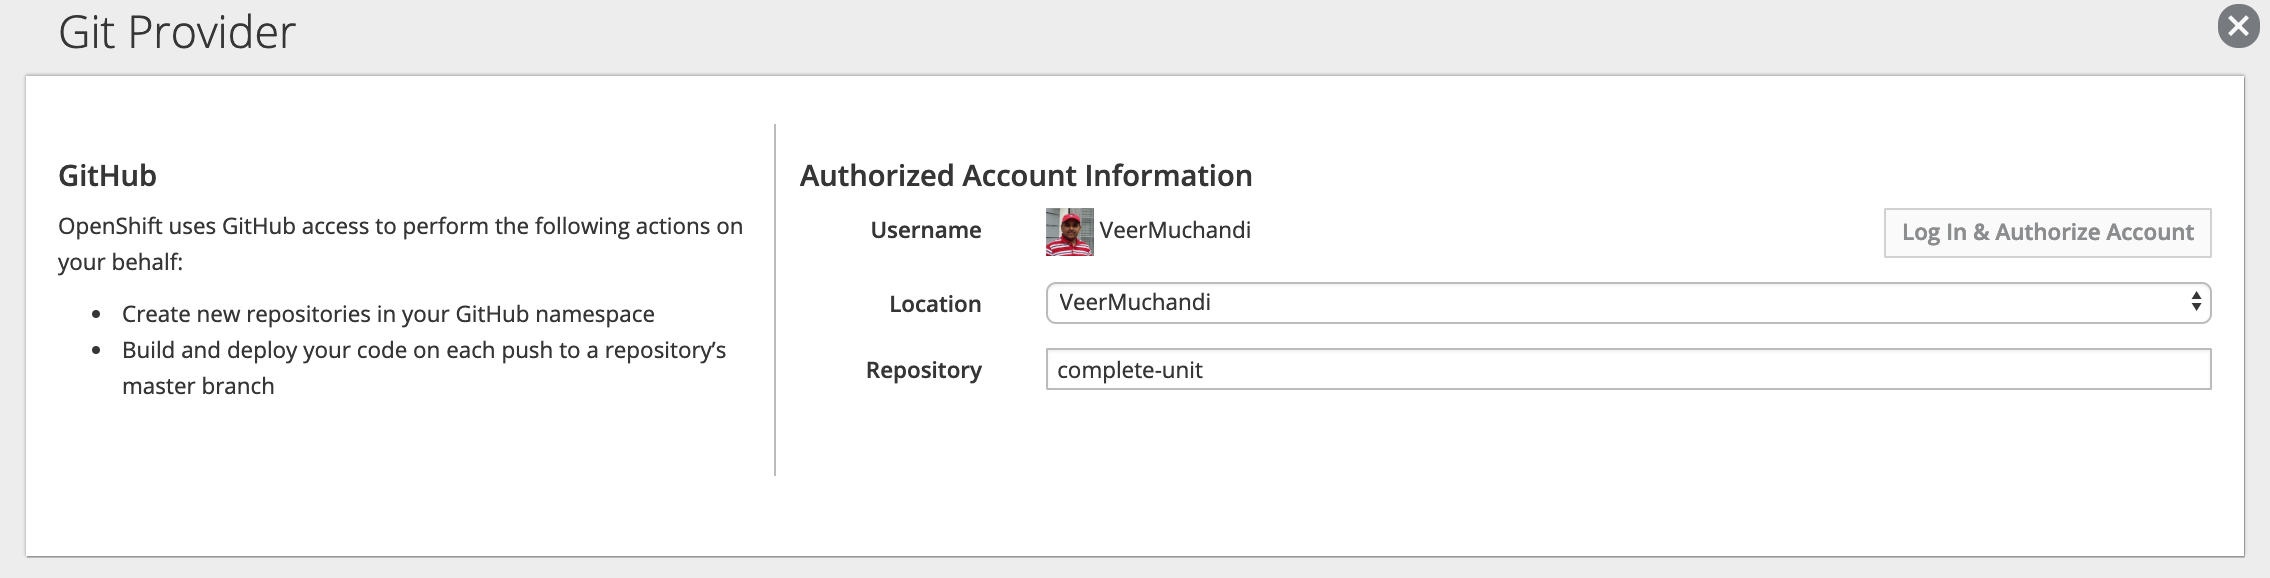 Git Provider
GitHub
OpenShift uses GitHub access to perform the following actions on
your behalf:
• Create new repositories in your GitHub namespace
• Build and deploy your code on each push to a repository’s
master branch
Authorized Account Information
Username VeerMuchandi Log In & Authorize Account
Location VeerMuchandi
Repository complete-unit